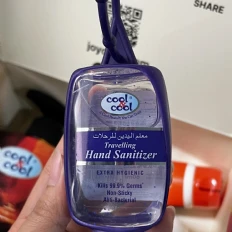 SHARE
joy
cool & cool
معقم اليدين للرحلات
Travelling
Hand Sanitizer
EXTRA HYGIENIC
Kills 99.9% Germs
Non-Sticky
Anti-Bacterial
cool & cool